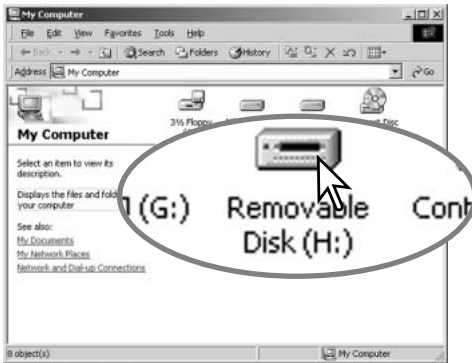 My Computer
File Edit View Favorites Tools Help
Back Search Folders History
Address My Computer Go
3½ Floppy
Disc
My Computer
Select an item to view its
description.
Displays the files and
your computer
See also:
My Documents
My Network Places
Network and Dial-up Connections
(G:)
Removable
Disk (H:)
Cont
8 object(s)
My Computer